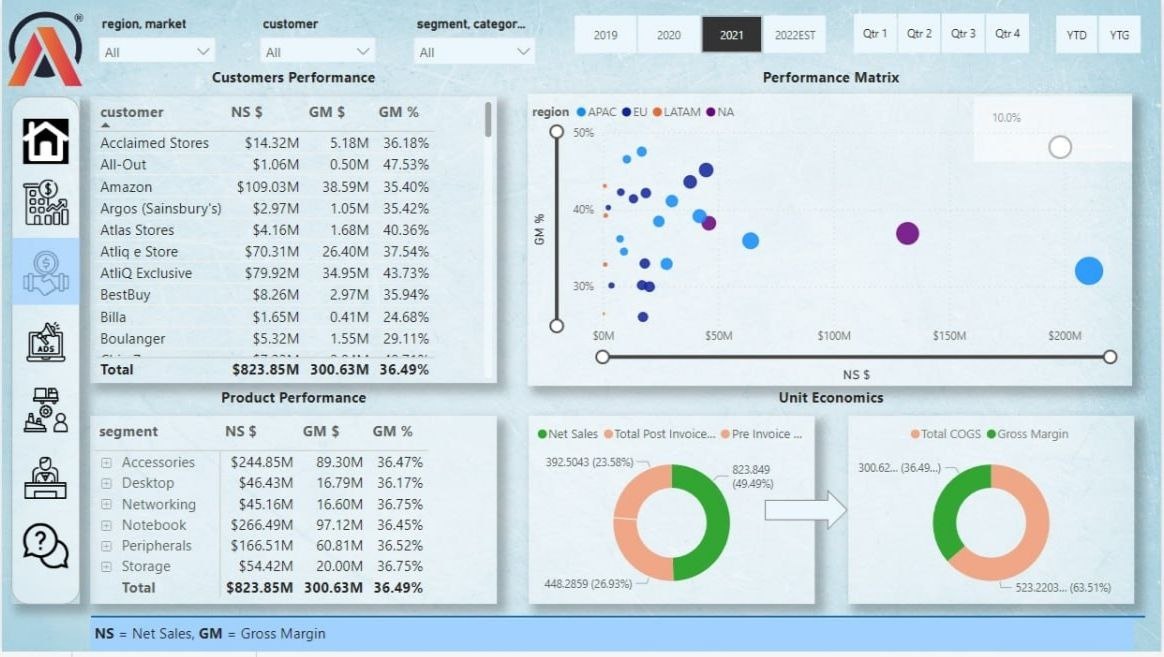 region, market
customer
segment, categor...
All
All
All
2019 2020 2021 2022EST
Qtr 1 Qtr 2 Qtr 3 Qtr 4
YTD YTG
®
Customers Performance
customer NS $ GM $ GM %
Acclaimed Stores $14.32M 5.18M 36.18%
All-Out $1.06M 0.50M 47.53%
Amazon $109.03M 38.59M 35.40%
Argos (Sainsbury's) $2.97M 1.05M 35.42%
Atlas Stores $4.16M 1.68M 40.36%
Atliq e Store $70.31M 26.40M 37.54%
AtliQ Exclusive $79.92M 34.95M 43.73%
BestBuy $8.26M 2.97M 35.94%
Billa $1.65M 0.41M 24.68%
Boulanger $5.32M 1.55M 29.11%
Total $823.85M 300.63M 36.49%
Performance Matrix
region APAC EU LATAM NA
10.0%
50%
40%
30%
GM %
$0M $50M $100M $150M $200M
NS $
ADS
Product Performance
segment NS $ GM $ GM %
Accessories $244.85M 89.30M 36.47%
Desktop $46.43M 16.79M 36.17%
Networking $45.16M 16.60M 36.75%
Notebook $266.49M 97.12M 36.45%
Peripherals $166.51M 60.81M 36.52%
Storage $54.42M 20.00M 36.75%
Total $823.85M 300.63M 36.49%
Unit Economics
Net Sales Total Post Invoice... Pre Invoice ...
392.5043 (23.58%)
823.849
(49.49%)
448.2859 (26.93%)
Total COGS Gross Margin
300.62... (36.49...)
523.2203... (63.51%)
NS = Net Sales, GM = Gross Margin